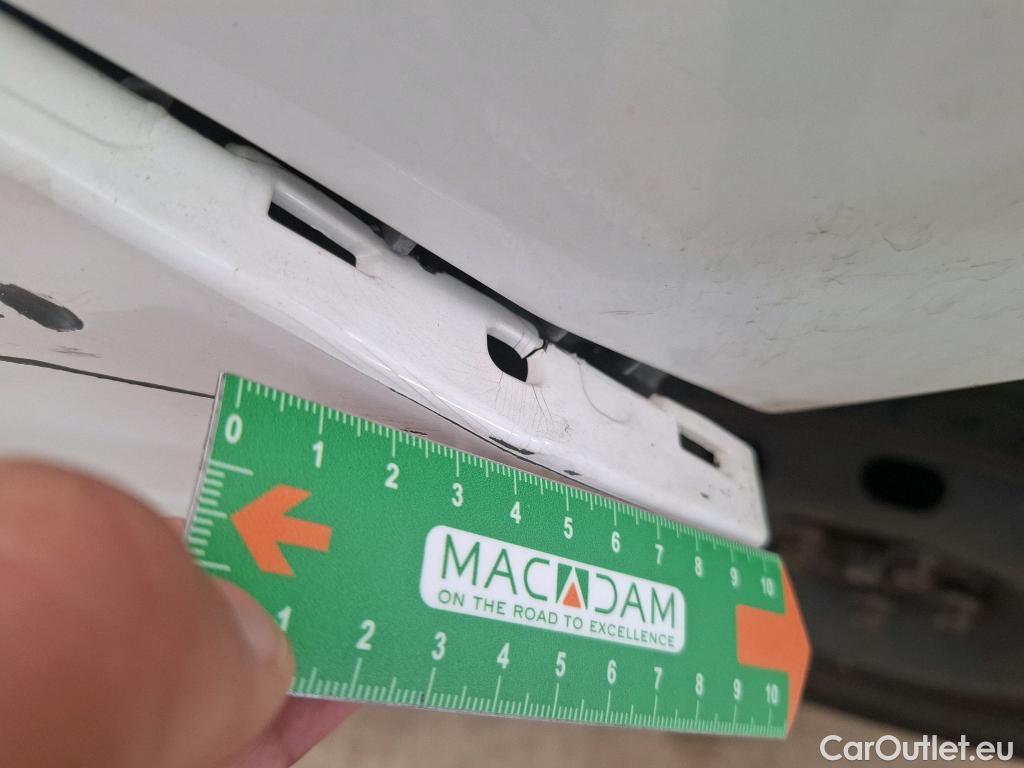 0 1 2 3 4 5 6 7 8 9 10
MACADAM
ON THE ROAD TO EXCELLENCE
1 2 3 4 5 6 7 8 9 10
CarOutlet.eu